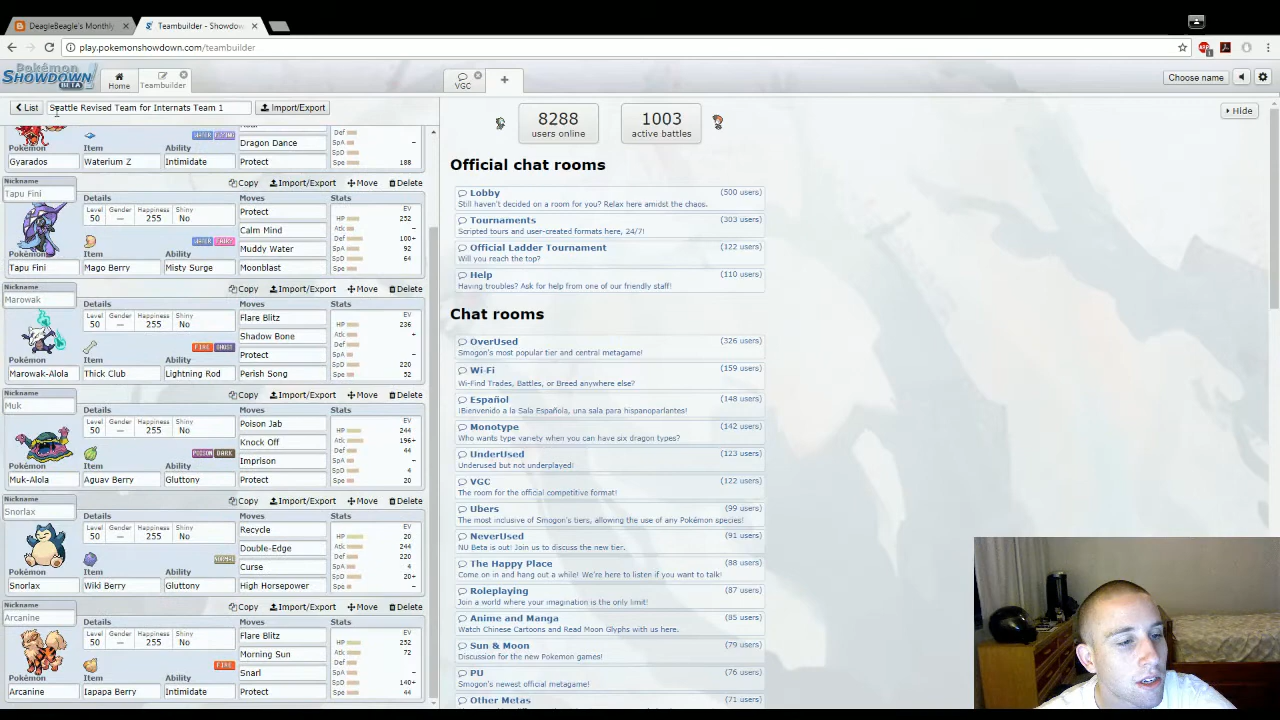 DeagleBeagle's Monthly
Teambuilder - Showdow
play.pokemonshowdown.com/teambuilder
Pokémon
SHOWDOWN
BETA
Home
Teambuilder
VGC
Choose name
List
Seattle Revised Team for Internats Team 1
Import/Export
Pokémon Item Ability
Gyarados Waterium Z Intimidate
Dragon Dance
Protect
Def
SpA –
SpD
Spe 188
Nickname
Tapu Fini
Copy Import/Export Move Delete
Details Moves Stats
Level Gender Happiness Shiny
50 — 255 No
WATER FAIRY
Pokémon Item Ability
Tapu Fini Mago Berry Misty Surge
Protect
Calm Mind
Muddy Water
Moonblast
EV
HP 252
Atk –
Def 100+
SpA 92
SpD 64
Spe
Nickname
Marowak
Copy Import/Export Move Delete
Details Moves Stats
Level Gender Happiness Shiny
50 — 255 No
FIRE GHOST
Pokémon Item Ability
Marowak-Alola Thick Club Lightning Rod
Flare Blitz
Shadow Bone
Protect
Perish Song
EV
HP 236
Atk +
Def
SpA –
SpD 220
Spe 52
Nickname
Muk
Copy Import/Export Move Delete
Details Moves Stats
Level Gender Happiness Shiny
50 — 255 No
POISON DARK
Pokémon Item Ability
Muk-Alola Aguav Berry Gluttony
Poison Jab
Knock Off
Imprison
Protect
EV
HP 244
Atk 196+
Def 44
SpA –
SpD 4
Spe 20
Nickname
Snorlax
Copy Import/Export Move Delete
Details Moves Stats
Level Gender Happiness Shiny
50 — 255 No
NORMAL
Pokémon Item Ability
Snorlax Wiki Berry Gluttony
Recycle
Double-Edge
Curse
High Horsepower
EV
HP 20
Atk 244
Def 220
SpA 4
SpD 20+
Spe –
Nickname
Arcanine
Copy Import/Export Move Delete
Details Moves Stats
Level Gender Happiness Shiny
50 — 255 No
FIRE
Pokémon Item Ability
Arcanine Iapapa Berry Intimidate
Flare Blitz
Morning Sun
Snarl
Protect
EV
HP 252
Atk 72
Def
SpA –
SpD 140+
Spe 44
8288
users online
1003
active battles
Hide
Official chat rooms
Lobby (500 users)
Still haven't decided on a room for you? Relax here amidst the chaos.
Tournaments (303 users)
Scripted tours and user-created formats here, 24/7!
Official Ladder Tournament (122 users)
Will you reach the top?
Help (110 users)
Having troubles? Ask for help from one of our friendly staff!
Chat rooms
OverUsed (326 users)
Smogon's most popular tier and central metagame!
Wi-Fi (159 users)
Wi-Find Trades, Battles, or Breed anywhere else?
Español (148 users)
¡Bienvenido a la Sala Española, una sala para hispanoparlantes!
Monotype (142 users)
Who wants type variety when you can have six dragon types?
UnderUsed (123 users)
Underused but not underplayed!
VGC (122 users)
The room for the official competitive format!
Ubers (99 users)
The most inclusive of Smogon's tiers, allowing the use of any Pokémon species!
NeverUsed (91 users)
NU Beta is out! Join us to discuss the new tier.
The Happy Place (88 users)
Come on in and hang out a while! We're here to listen if you want to talk!
Roleplaying (87 users)
Join a world where your imagination is the only limit!
Anime and Manga (85 users)
Watch Chinese Cartoons and Read Moon Glyphs with us here.
Sun & Moon (79 users)
Discussion for the new Pokemon games!
PU (76 users)
Smogon's newest official metagame!
Other Metas (71 users)